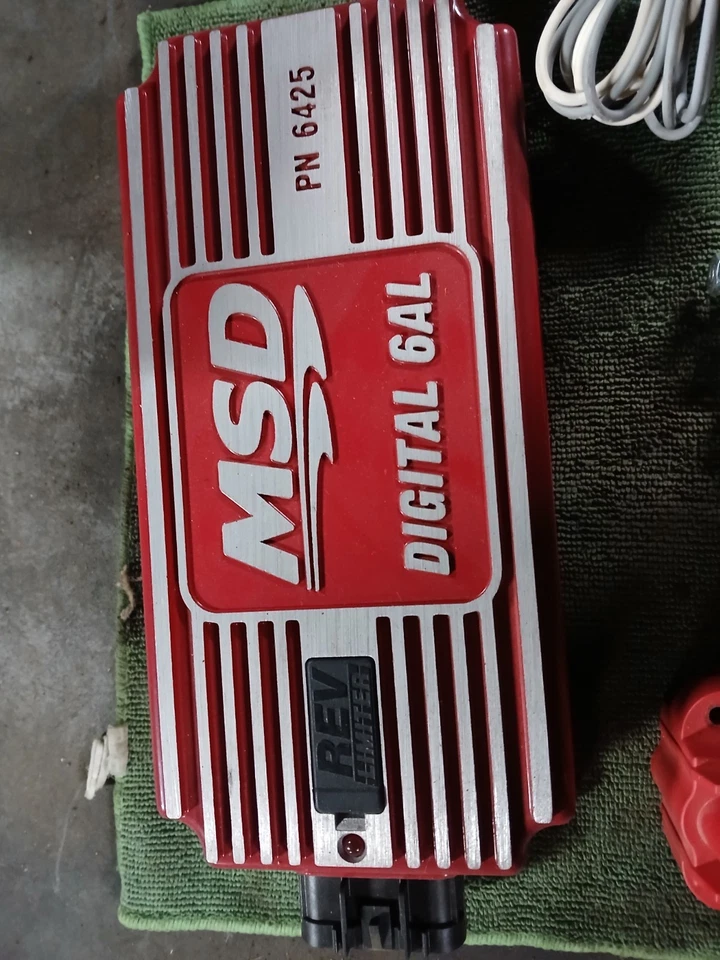 MSD
DIGITAL 6AL
REV
LIMITER
PN 6425